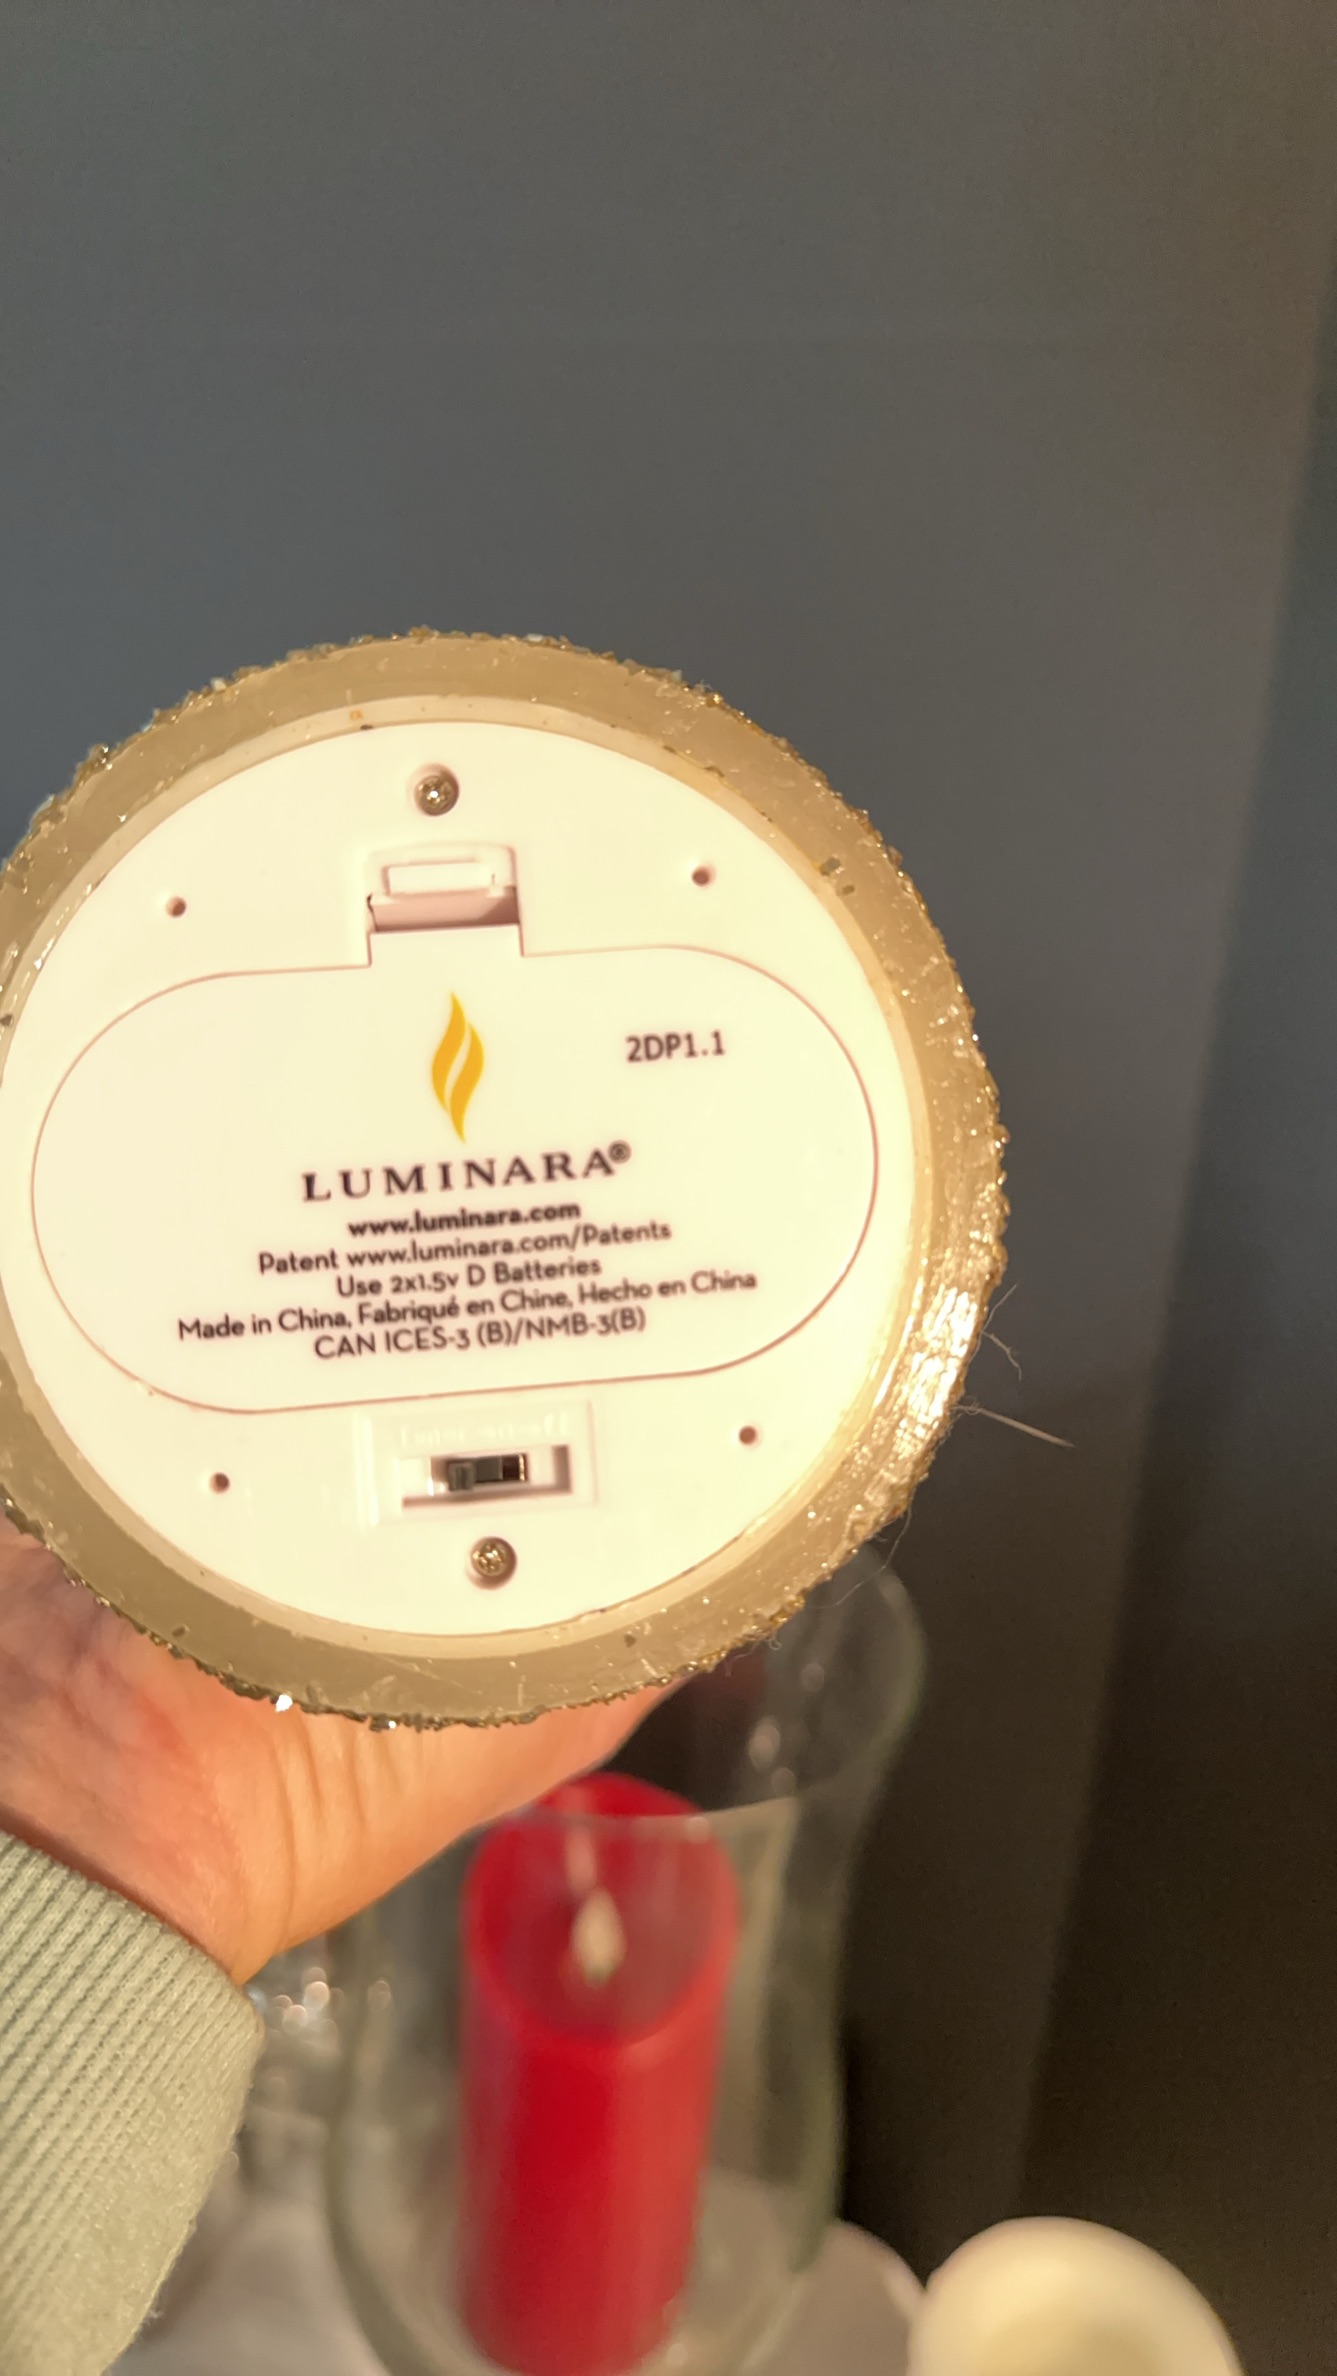 2DP1.1
LUMINARA®
www.luminara.com
Patent www.luminara.com/Patents
Use 2x1.5v D Batteries
Made in China, Fabriqué en Chine, Hecho en China
CAN ICES-3 (B)/NMB-3(B)